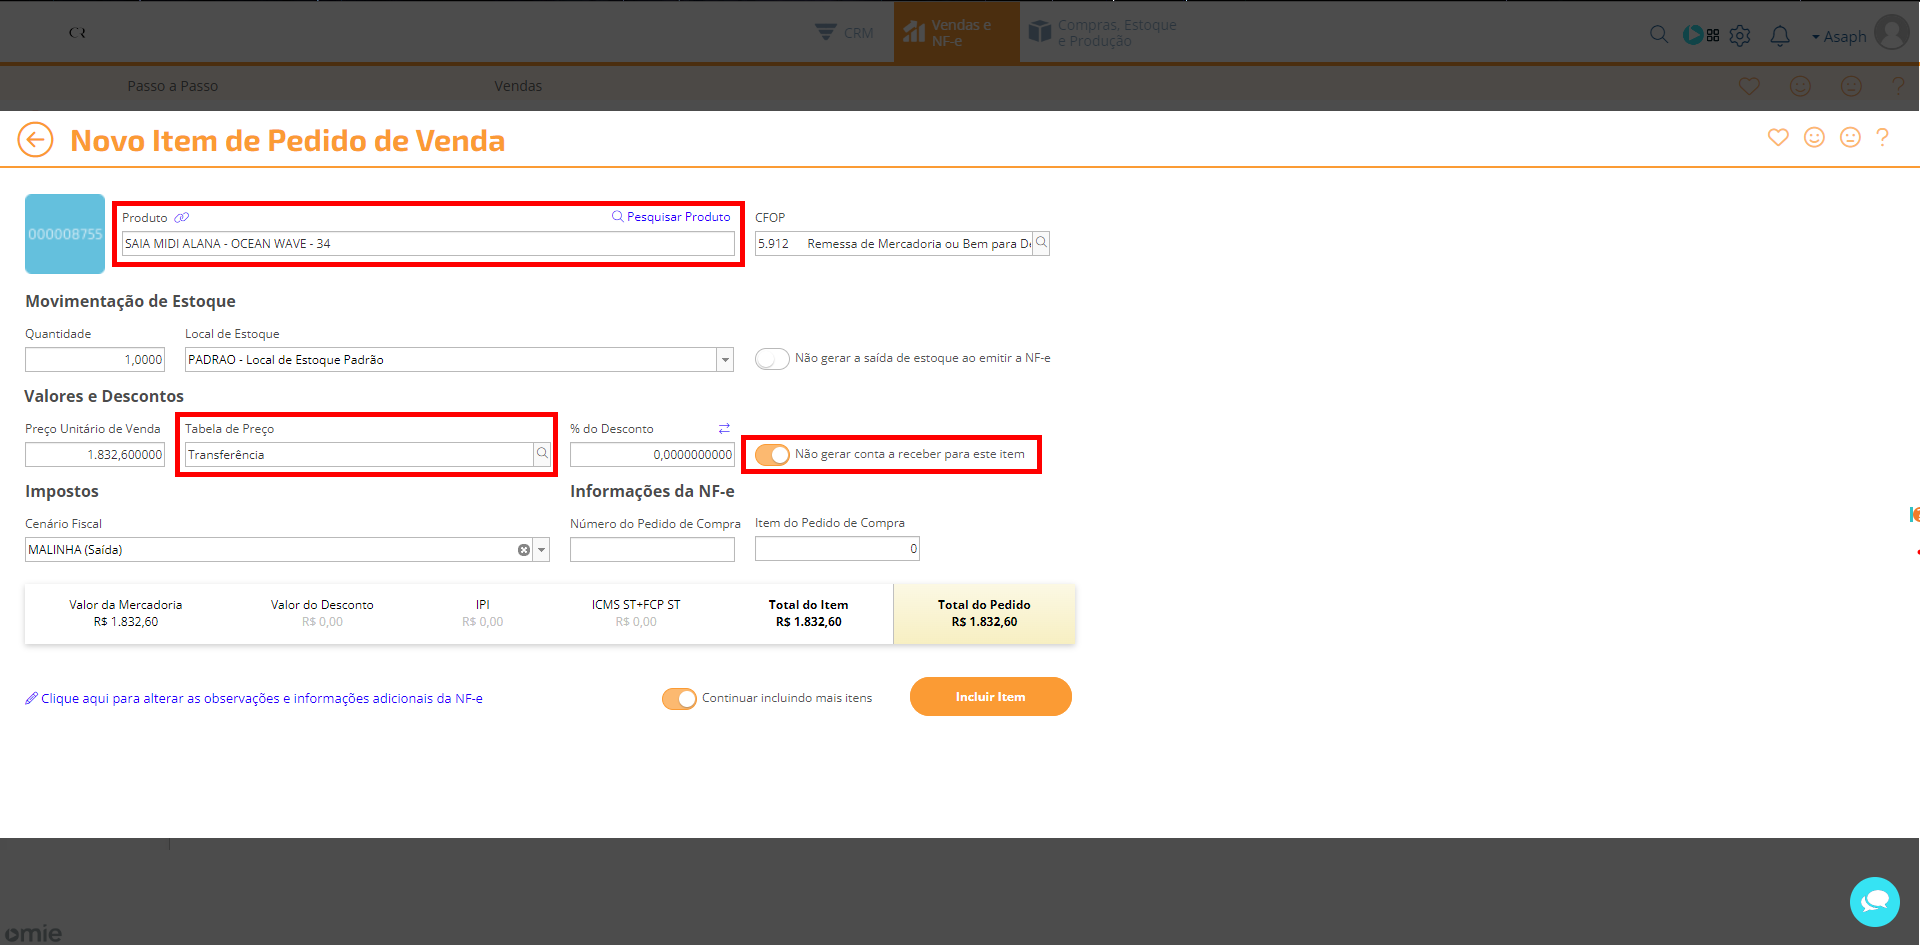 CR
CRM
Vendas e
NF-e
Compras, Estoque
e Produção
Asaph
Passo a Passo
Vendas
?
Novo Item de Pedido de Venda
?
000008755
Produto
Pesquisar Produto
CFOP
SAIA MIDI ALANA - OCEAN WAVE - 34
5.912 Remessa de Mercadoria ou Bem para De
Movimentação de Estoque
Quantidade
Local de Estoque
1,0000
PADRAO - Local de Estoque Padrão
Não gerar a saída de estoque ao emitir a NF-e
Valores e Descontos
Preço Unitário de Venda
Tabela de Preço
% do Desconto
1.832,600000
Transferência
0,0000000000
Não gerar conta a receber para este item
Impostos
Informações da NF-e
Cenário Fiscal
Número do Pedido de Compra
Item do Pedido de Compra
MALINHA (Saída)
0
Valor da Mercadoria
R$ 1.832,60
Valor do Desconto
R$ 0,00
IPI
R$ 0,00
ICMS ST+FCP ST
R$ 0,00
Total do Item
R$ 1.832,60
Total do Pedido
R$ 1.832,60
Clique aqui para alterar as observações e informações adicionais da NF-e
Continuar incluindo mais itens
Incluir Item
omie